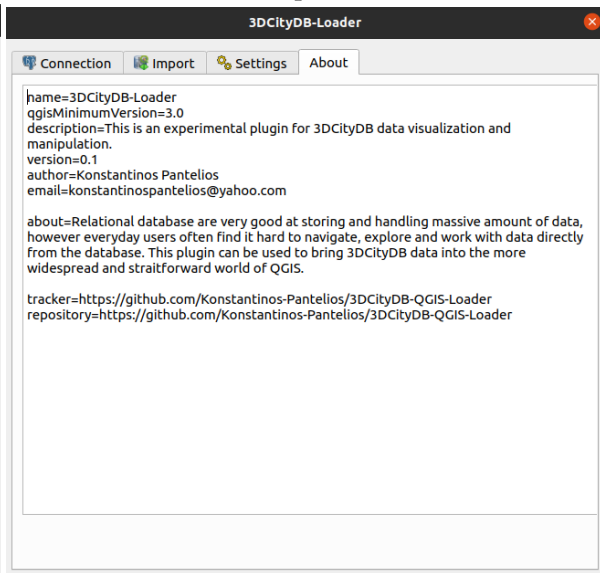 3DCityDB-Loader
Connection Import Settings About
name=3DCityDB-Loader
qgisMinimumVersion=3.0
description=This is an experimental plugin for 3DCityDB data visualization and
manipulation.
version=0.1
author=Konstantinos Pantelios
email=konstantinospantelios@yahoo.com
about=Relational database are very good at storing and handling massive amount of data,
however everyday users often find it hard to navigate, explore and work with data directly
from the database. This plugin can be used to bring 3DCityDB data into the more
widespread and straitforward world of QGIS.
tracker=https://github.com/Konstantinos-Pantelios/3DCityDB-QGIS-Loader
repository=https://github.com/Konstantinos-Pantelios/3DCityDB-QGIS-Loader